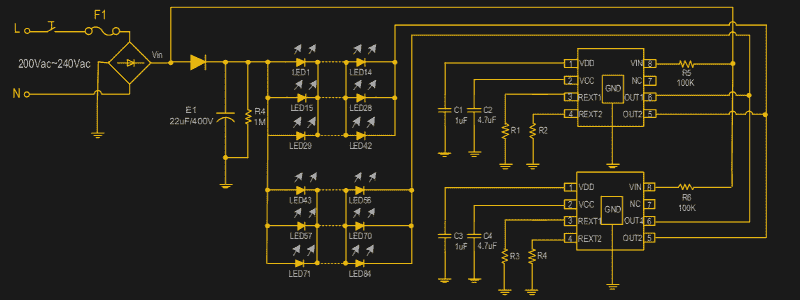 L
F1
Vin
200Vac~240Vac
N
E1
22uF/400V
R4
1M
LED1
LED14
LED15
LED28
LED29
LED42
LED43
LED56
LED57
LED70
LED71
LED84
C1
1uF
C2
4.7uF
R1
R2
1 VDD
2 VCC
3 REXT1
4 REXT2
GND
VIN 8
NC 7
OUT1 6
OUT2 5
R5
100K
C3
1uF
C4
4.7uF
R3
R4
1 VDD
2 VCC
3 REXT1
4 REXT2
GND
VIN 8
NC 7
6
OUT2 5
R6
100K